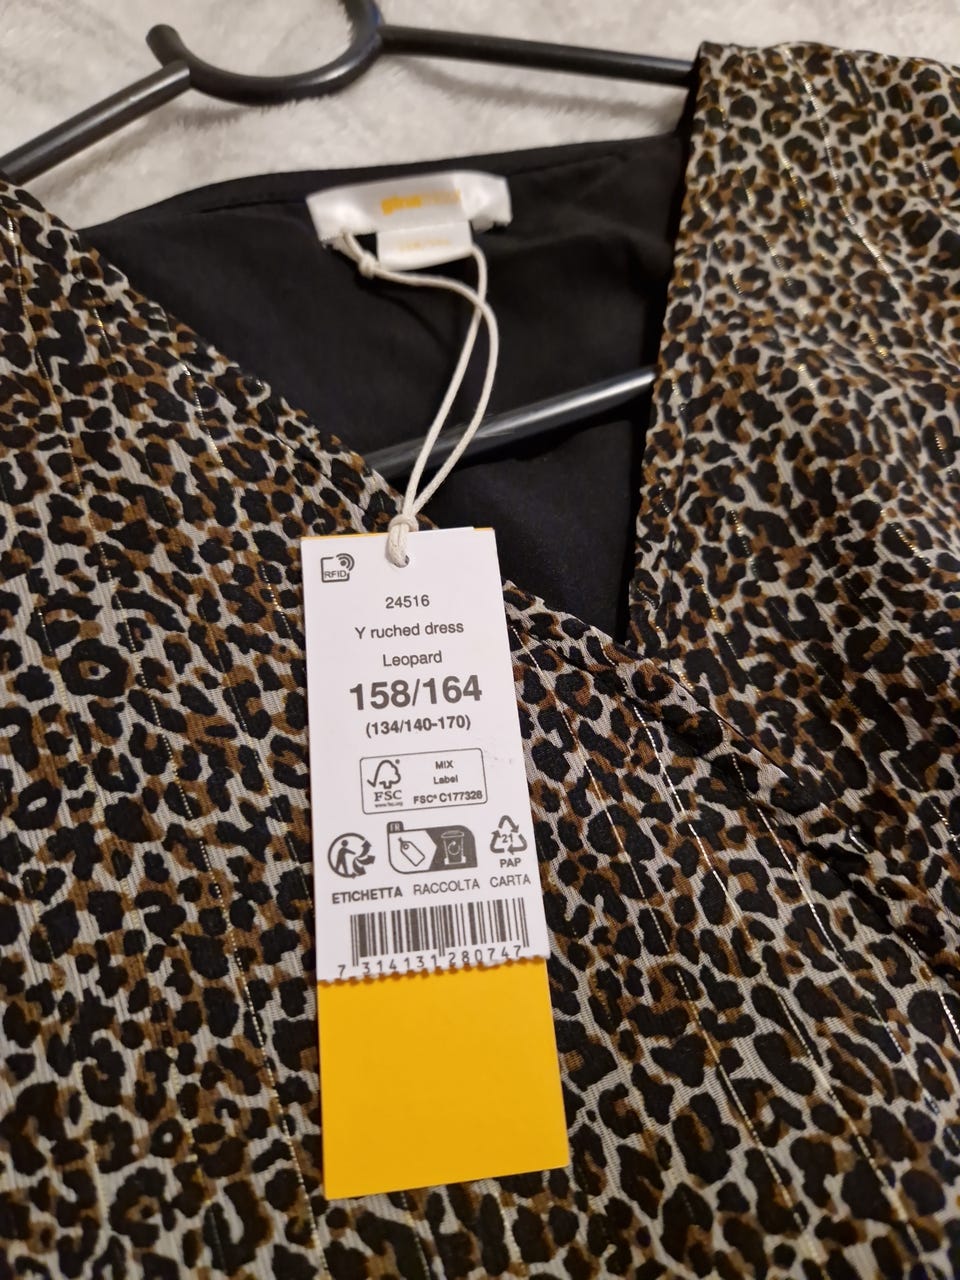 gina
RFID
24516
Y ruched dress
Leopard
158/164
(134/140-170)
FSC
www.fsc.org
MIX
Label
FSC® C177328
FR
21
PAP
ETICHETTA RACCOLTA CARTA
7 314131 280747